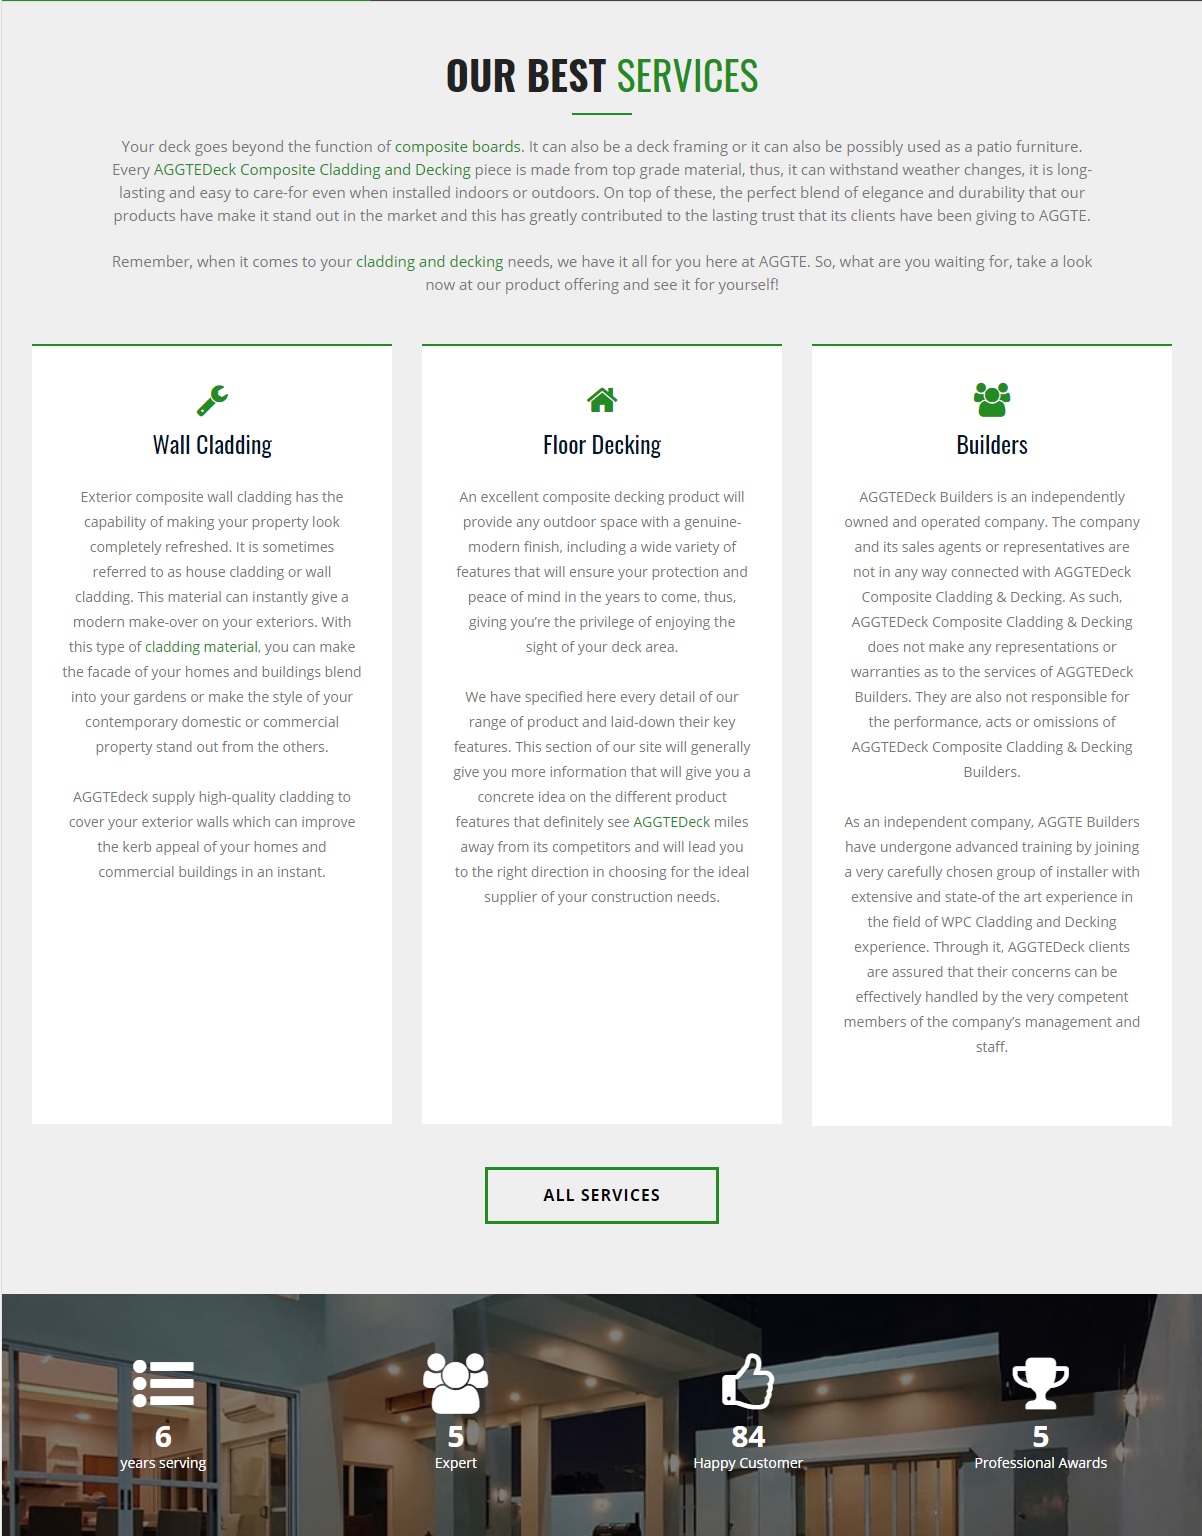 OUR BEST SERVICES
Your deck goes beyond the function of composite boards. It can also be a deck framing or it can also be possibly used as a patio furniture.
Every AGGTEDeck Composite Cladding and Decking piece is made from top grade material, thus, it can withstand weather changes, it is long-
lasting and easy to care-for even when installed indoors or outdoors. On top of these, the perfect blend of elegance and durability that our
products have make it stand out in the market and this has greatly contributed to the lasting trust that its clients have been giving to AGGTE.
Remember, when it comes to your cladding and decking needs, we have it all for you here at AGGTE. So, what are you waiting for, take a look
now at our product offering and see it for yourself!
Wall Cladding
Exterior composite wall cladding has the
capability of making your property look
completely refreshed. It is sometimes
referred to as house cladding or wall
cladding. This material can instantly give a
modern make-over on your exteriors. With
this type of cladding material, you can make
the facade of your homes and buildings blend
into your gardens or make the style of your
contemporary domestic or commercial
property stand out from the others.
AGGTEdeck supply high-quality cladding to
cover your exterior walls which can improve
the kerb appeal of your homes and
commercial buildings in an instant.
Floor Decking
An excellent composite decking product will
provide any outdoor space with a genuine-
modern finish, including a wide variety of
features that will ensure your protection and
peace of mind in the years to come, thus,
giving you’re the privilege of enjoying the
sight of your deck area.
We have specified here every detail of our
range of product and laid-down their key
features. This section of our site will generally
give you more information that will give you a
concrete idea on the different product
features that definitely see AGGTEDeck miles
away from its competitors and will lead you
to the right direction in choosing for the ideal
supplier of your construction needs.
Builders
AGGTEDeck Builders is an independently
owned and operated company. The company
and its sales agents or representatives are
not in any way connected with AGGTEDeck
Composite Cladding & Decking. As such,
AGGTEDeck Composite Cladding & Decking
does not make any representations or
warranties as to the services of AGGTEDeck
Builders. They are also not responsible for
the performance, acts or omissions of
AGGTEDeck Composite Cladding & Decking
Builders.
As an independent company, AGGTE Builders
have undergone advanced training by joining
a very carefully chosen group of installer with
extensive and state-of the art experience in
the field of WPC Cladding and Decking
experience. Through it, AGGTEDeck clients
are assured that their concerns can be
effectively handled by the very competent
members of the company’s management and
staff.
ALL SERVICES
6
years serving
5
Expert
84
Happy Customer
5
Professional Awards